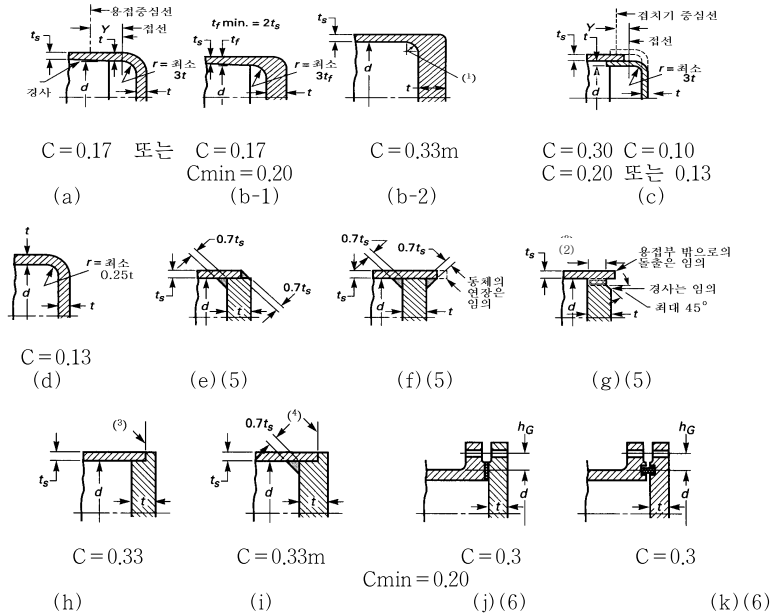 용접중심선
Y 접선
t_s t
r = 최소 3t
경사 d t
t_f min. = 2t_s
t_s t_f
r = 최소 3t_f
d t
t_s
d t (1)
겹치기 중심선
Y 접선
t_s t
r = 최소 3t
d t
C=0.17 또는 C=0.17 C=0.33m C=0.30 C=0.10
Cmin=0.20 C=0.20 또는 0.13
(a) (b-1) (b-2) (c)
t
r = 최소 0.25t
d t
0.7t_s
t_s 0.7t_s
d t
0.7t_s 0.7t_s
t_s
동체의
연장은
임의
d t
(2)
용접부 밖으로의
돌출은 임의
t_s
경사는 임의
최대 45°
d t
C=0.13
(d) (e)(5) (f)(5) (g)(5)
(3)
t_s
d t
0.7t_s (4)
t_s
d t
h_G
t d
h_G
t d
C=0.33 C=0.33m C=0.3 C=0.3
Cmin=0.20
(h) (i) (j)(6) (k)(6)